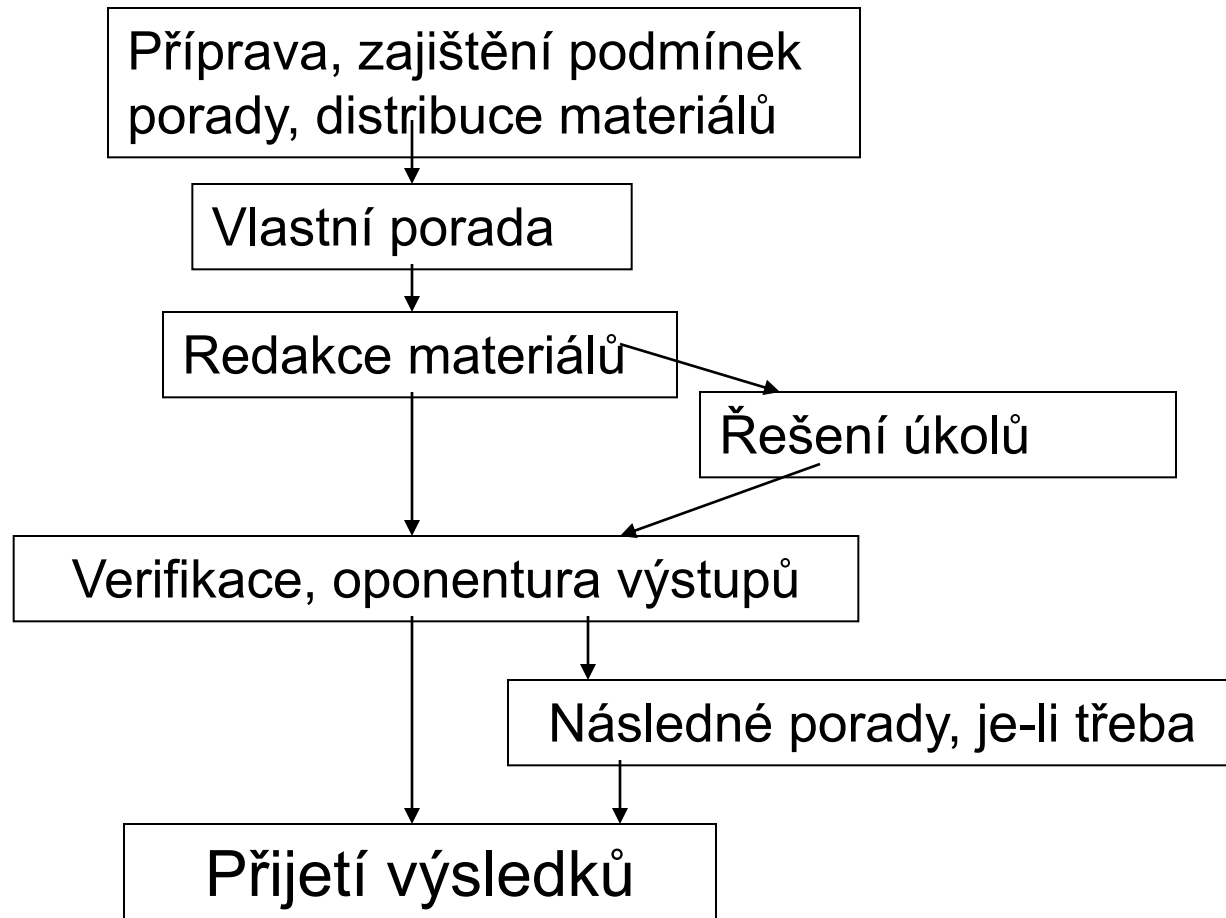 Příprava, zajištění podmínek
porady, distribuce materiálů
Vlastní porada
Redakce materiálů
Řešení úkolů
Verifikace, oponentura výstupů
Následné porady, je-li třeba
Přijetí výsledků